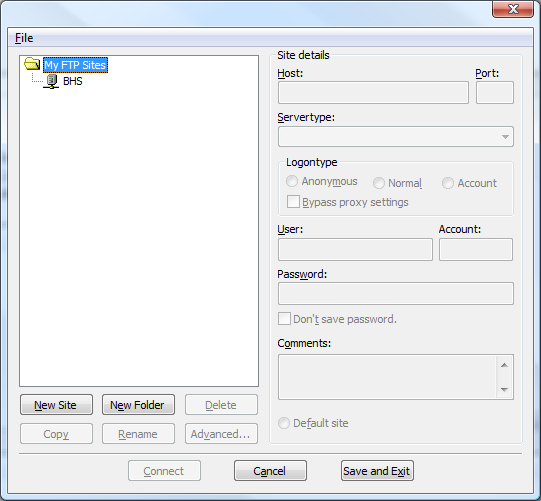 File
My FTP Sites
BHS
New Site New Folder Delete
Copy Rename Advanced...
Site details
Host: Port:
Servertype:
Logontype
Anonymous Normal Account
Bypass proxy settings
User: Account:
Password:
Don't save password.
Comments:
Default site
Connect Cancel Save and Exit